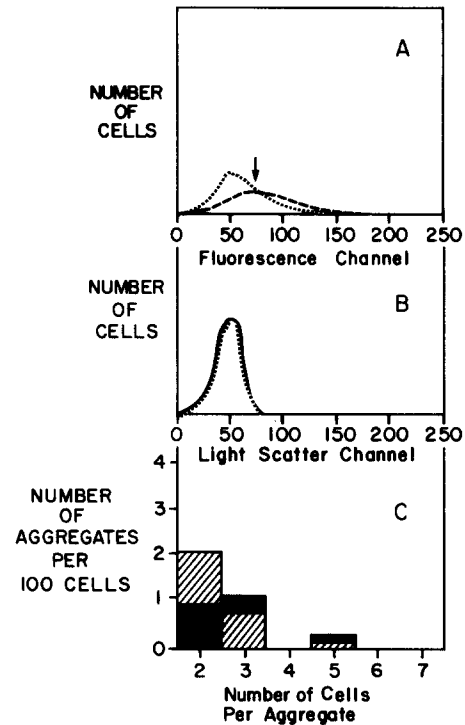 A
NUMBER
OF
CELLS
0 50 100 150 200 250
Fluorescence Channel
B
NUMBER
OF
CELLS
0 50 100 150 200 250
Light Scatter Channel
C
NUMBER
OF
AGGREGATES
PER
100 CELLS
4
3
2
1
0
2 3 4 5 6 7
Number of Cells
Per Aggregate